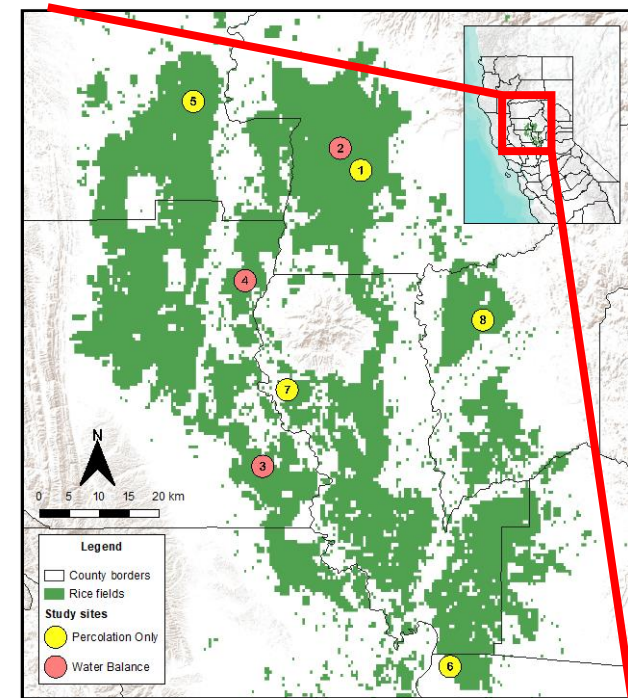 5
2
1
4
8
7
3
6
N
0 5 10 15 20 km
Legend
County borders
Rice fields
Study sites
Percolation Only
Water Balance